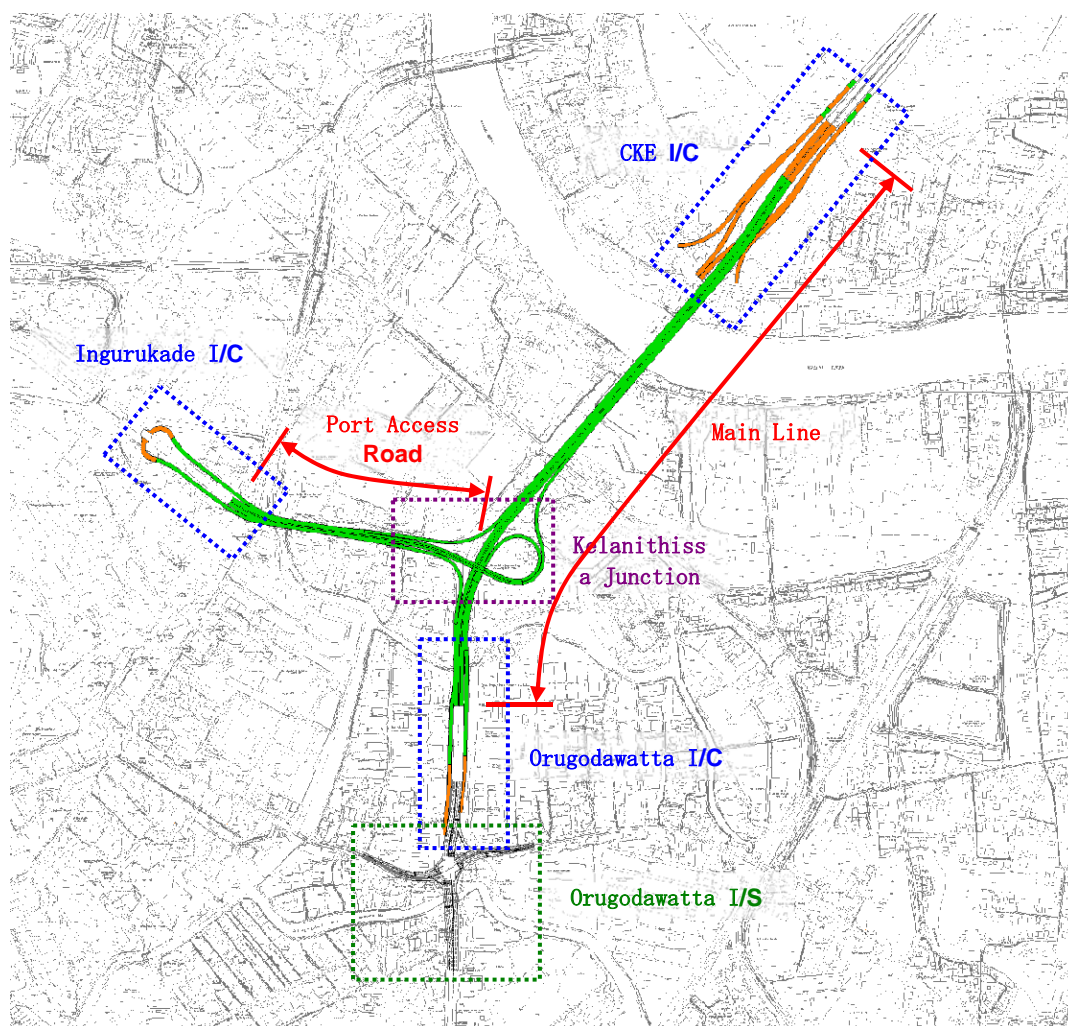 CKE I/C
Ingurukade I/C
Port Access
Road
Main Line
Kelanithiss
a Junction
Orugodawatta I/C
Orugodawatta I/S